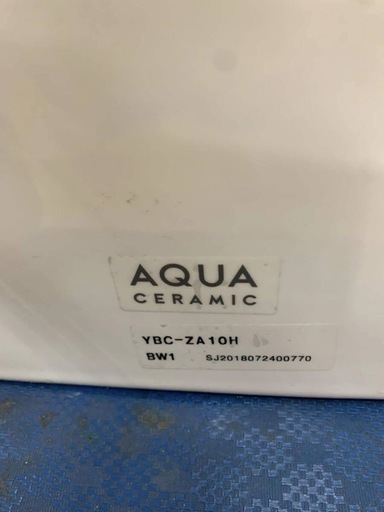 AQUA
CERAMIC
YBC-ZA10H
BW1 SJ2018072400770